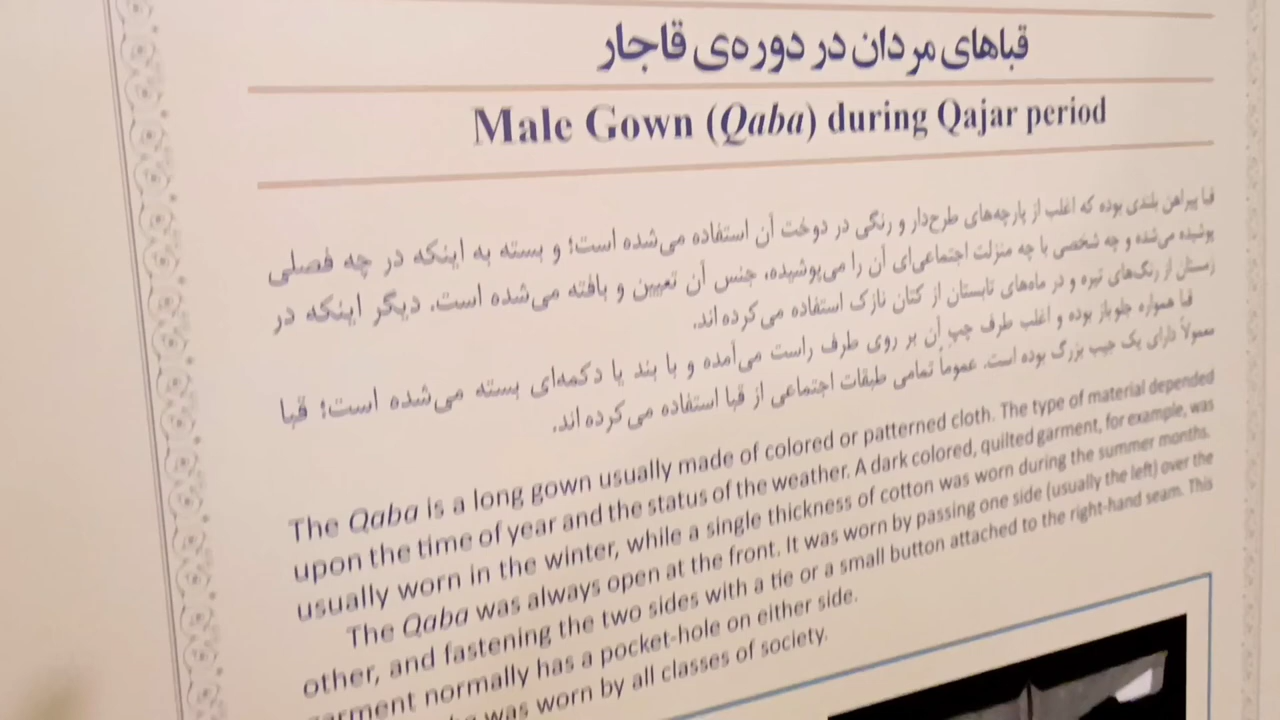 قباهای مردان در دوره‌ی قاجار
Male Gown (Qaba) during Qajar period
قبا پیراهن بلندی بوده که اغلب از پارچه‌های طرح‌دار و رنگی در دوخت آن استفاده می‌شده است؛ و بسته به اینکه در چه فصلی
پوشیده می‌شده و چه شخصی با چه منزلت اجتماعی‌ای آن را می‌پوشیده، جنس آن تعیین و بافته می‌شده است. دیگر اینکه در
زمستان از رنگ‌های تیره و در ماه‌های تابستان از کتان نازک استفاده می‌کرده‌اند.
قبا همواره جلوباز بوده و اغلب طرف چپ آن بر روی طرف راست می‌آمده و با بند یا دکمه‌ای بسته می‌شده است؛ قبا
معمولاً دارای یک جیب بزرگ بوده است. عموماً تمامی طبقات اجتماعی از قبا استفاده می‌کرده‌اند.
The Qaba is a long gown usually made of colored or patterned cloth. The type of material depended
upon the time of year and the status of the weather. A dark colored, quilted garment, for example, was
usually worn in the winter, while a single thickness of cotton was worn during the summer months.
The Qaba was always open at the front. It was worn by passing one side (usually the left) over the
other, and fastening the two sides with a tie or a small button attached to the right-hand seam. This
garment normally has a pocket-hole on either side.
was worn by all classes of society.